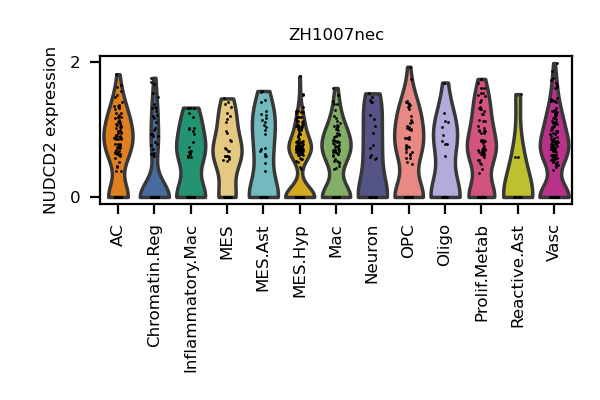 ZH1007nec
NUDCD2 expression
2
0
AC
Chromatin.Reg
Inflammatory.Mac
MES
MES.Ast
MES.Hyp
Mac
Neuron
OPC
Oligo
Prolif.Metab
Reactive.Ast
Vasc